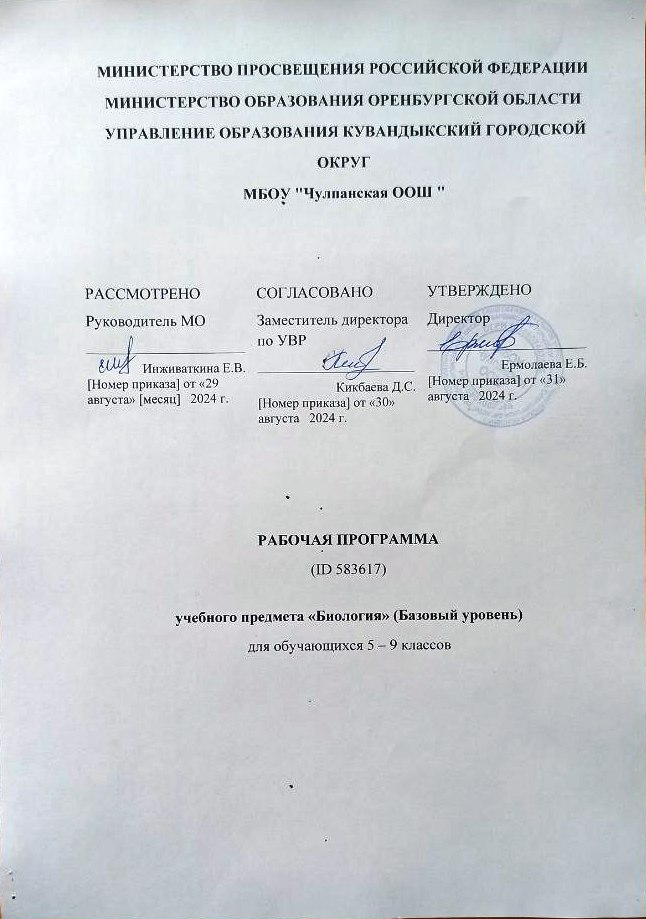 МИНИСТЕРСТВО ПРОСВЕЩЕНИЯ РОССИЙСКОЙ ФЕДЕРАЦИИ
МИНИСТЕРСТВО ОБРАЗОВАНИЯ ОРЕНБУРГСКОЙ ОБЛАСТИ
УПРАВЛЕНИЕ ОБРАЗОВАНИЯ КУВАНДЫКСКИЙ ГОРОДСКОЙ
ОКРУГ
МБОУ "Чулпанская ООШ "
РАССМОТРЕНО
Руководитель МО
Инживаткина Е.В.
[Номер приказа] от «29
августа» [месяц] 2024 г.
СОГЛАСОВАНО
Заместитель директора
по УВР
Кикбаева Д.С.
[Номер приказа] от «30»
августа 2024 г.
УТВЕРЖДЕНО
Директор
Ермолаева Е.Б.
[Номер приказа] от «31»
августа 2024 г.
РАБОЧАЯ ПРОГРАММА
(ID 583617)
учебного предмета «Биология» (Базовый уровень)
для обучающихся 5 – 9 классов